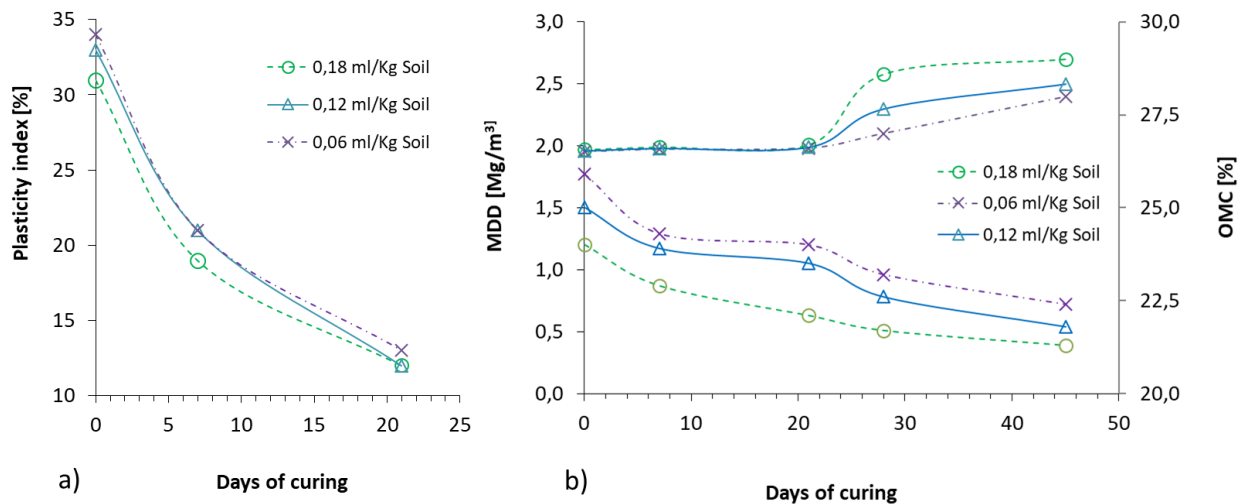 35
30
25
20
15
10
Plasticity index [%]
0,18 ml/Kg Soil
0,12 ml/Kg Soil
0,06 ml/Kg Soil
0 5 10 15 20 25
a) Days of curing
3,0
2,5
2,0
1,5
1,0
0,5
0,0
MDD [Mg/m³]
0,18 ml/Kg Soil
0,06 ml/Kg Soil
0,12 ml/Kg Soil
30,0
27,5
25,0
22,5
20,0
OMC [%]
0 10 20 30 40 50
b) Days of curing